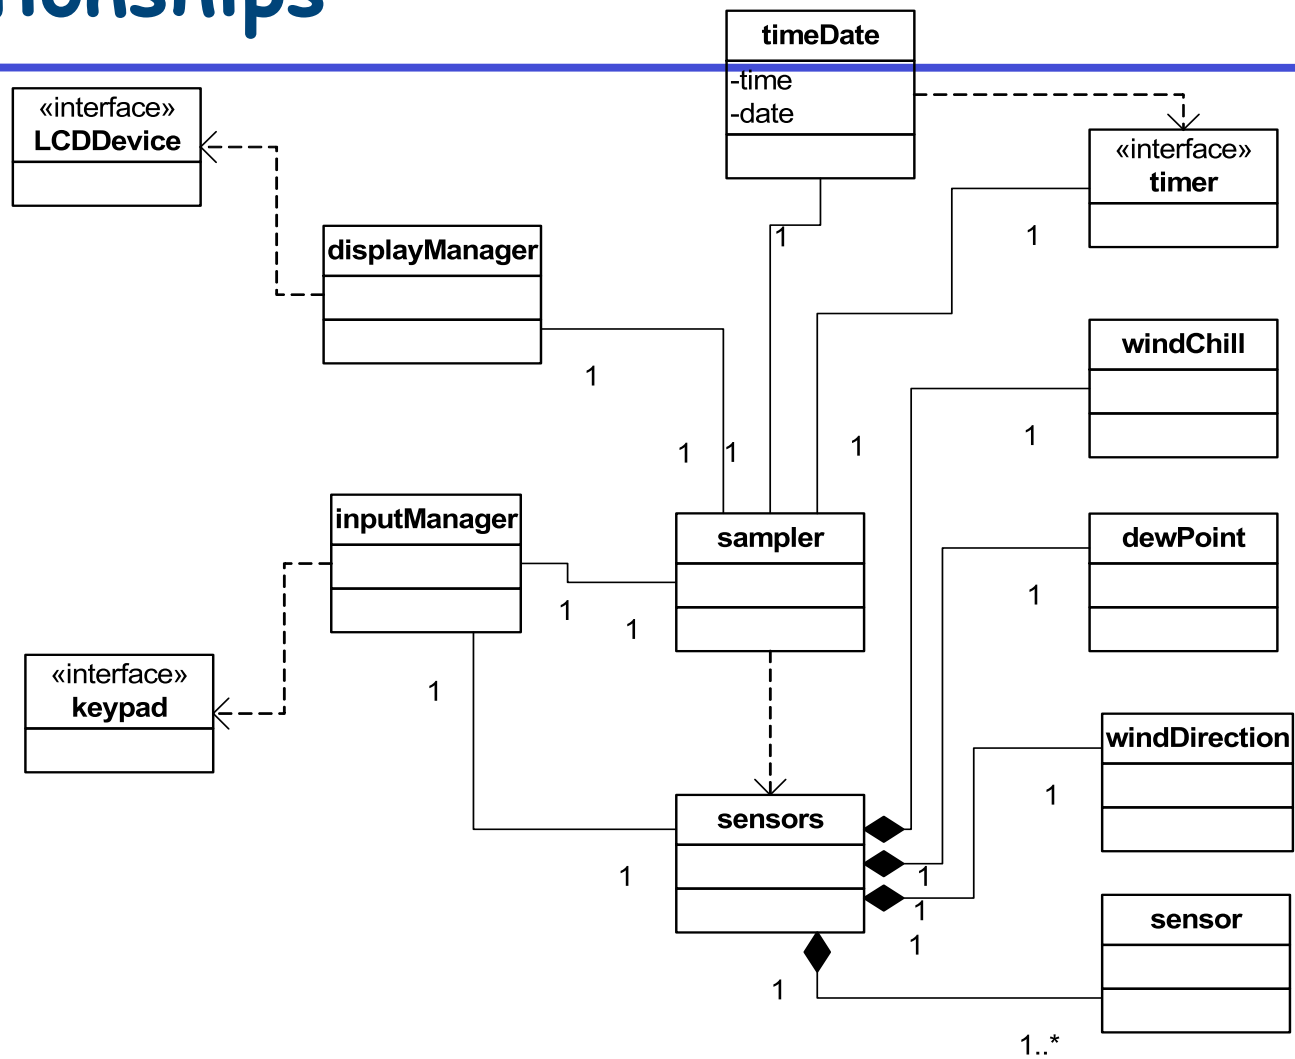 timeDate
-time
-date
«interface»
LCDDevice
«interface»
timer
1
1
displayManager
windChill
1
1
1
1
1
inputManager
sampler
dewPoint
1
1
1
«interface»
keypad
1
windDirection
1
sensors
1
1
1
sensor
1
1
1..*